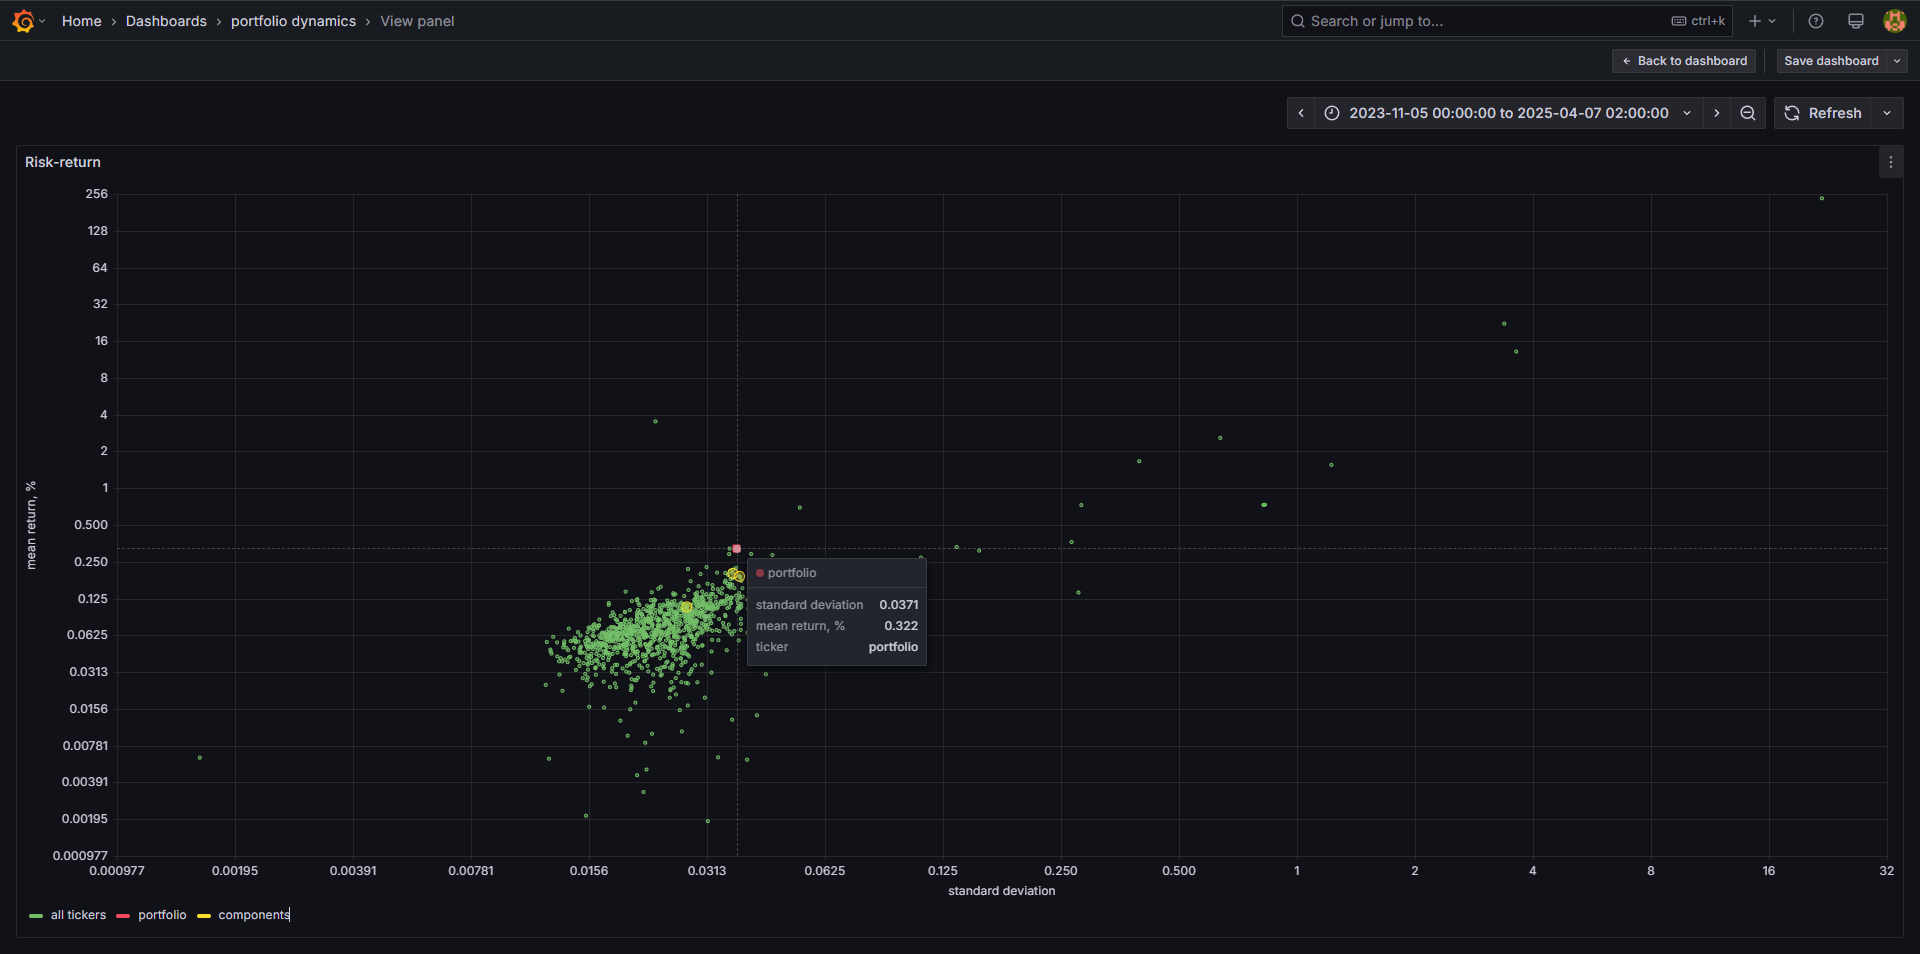 Home › Dashboards › portfolio dynamics › View panel
Search or jump to...
ctrl+k
Back to dashboard
Save dashboard
2023-11-05 00:00:00 to 2025-04-07 02:00:00
Refresh
Risk-return
256
128
64
32
16
8
4
2
1
0.500
0.250
0.125
0.0625
0.0313
0.0156
0.00781
0.00391
0.00195
0.000977
mean return, %
portfolio
standard deviation 0.0371
mean return, % 0.322
ticker portfolio
0.000977 0.00195 0.00391 0.00781 0.0156 0.0313 0.0625 0.125 0.250 0.500 1 2 4 8 16 32
standard deviation
all tickers portfolio components